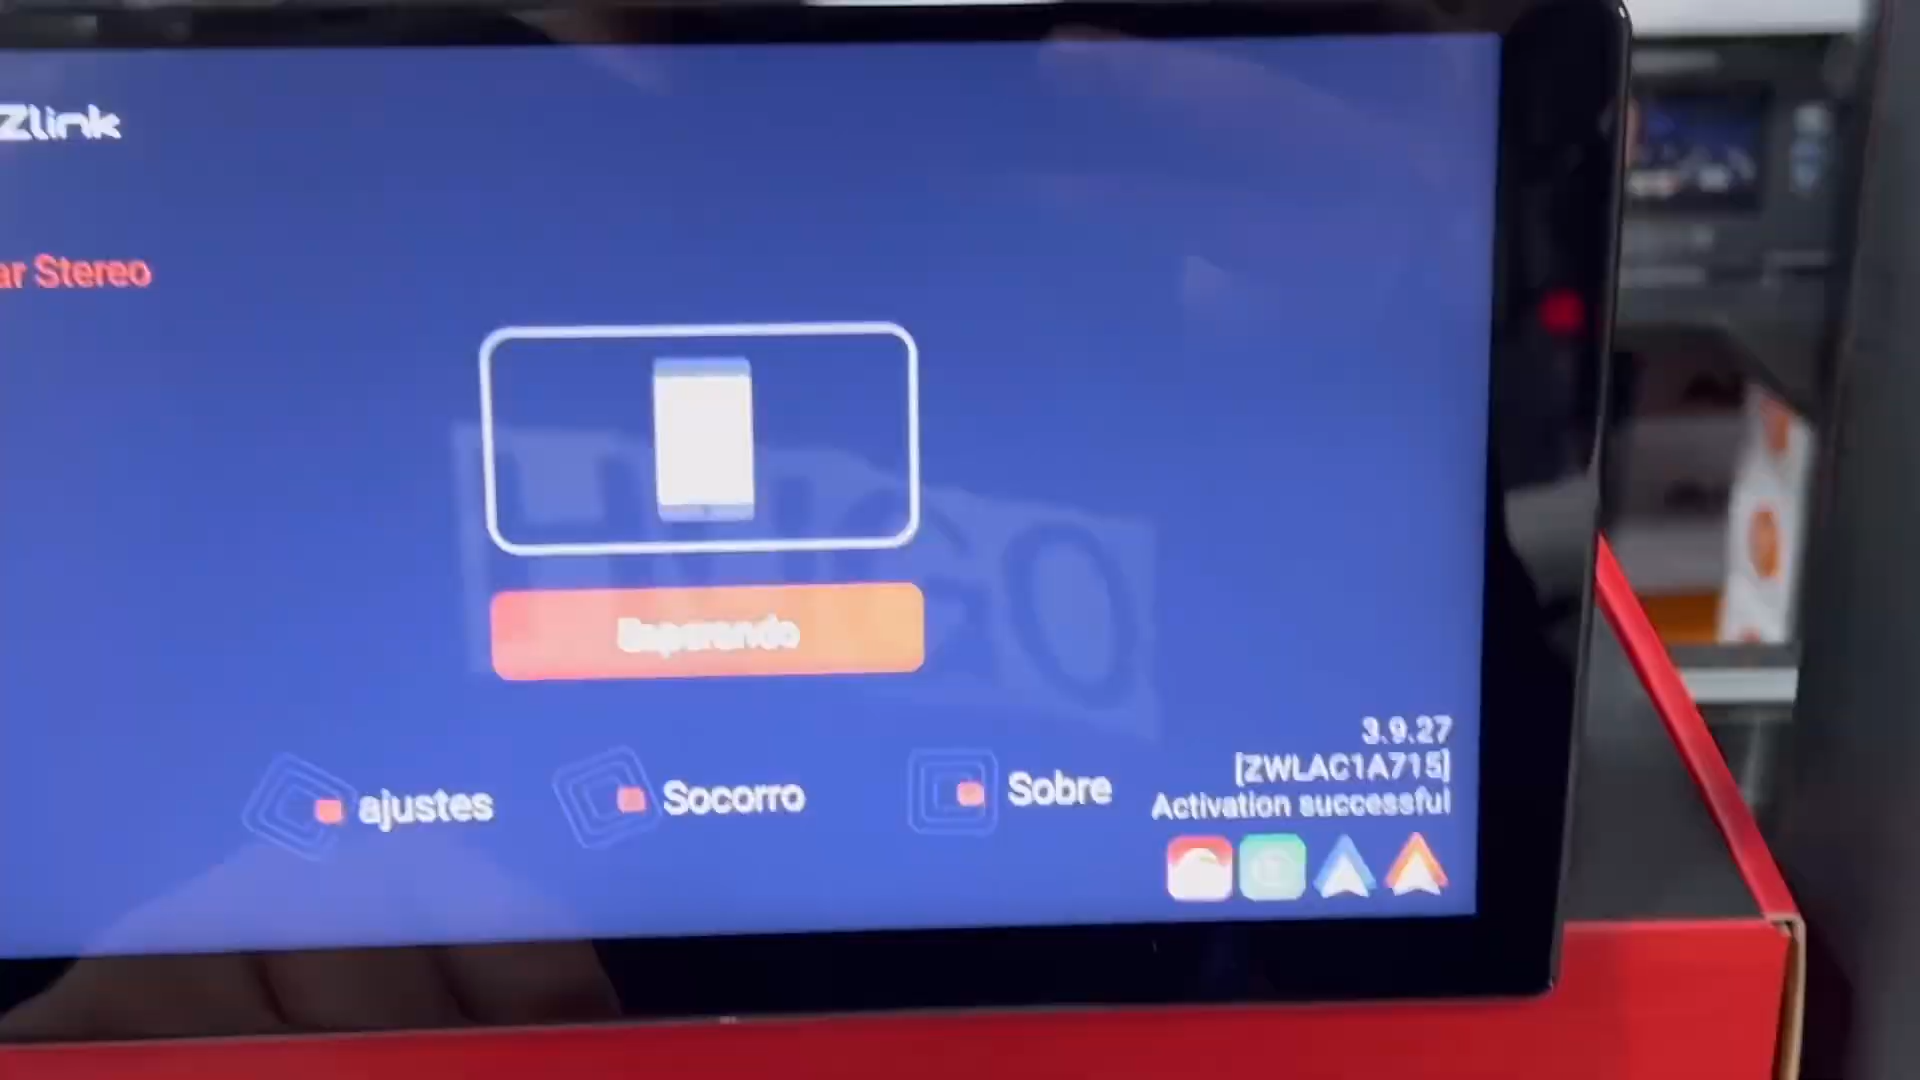 Zlink
ar Stereo
Esperando
ajustes
Socorro
Sobre
3.9.27
[ZWLAC1A715]
Activation successful